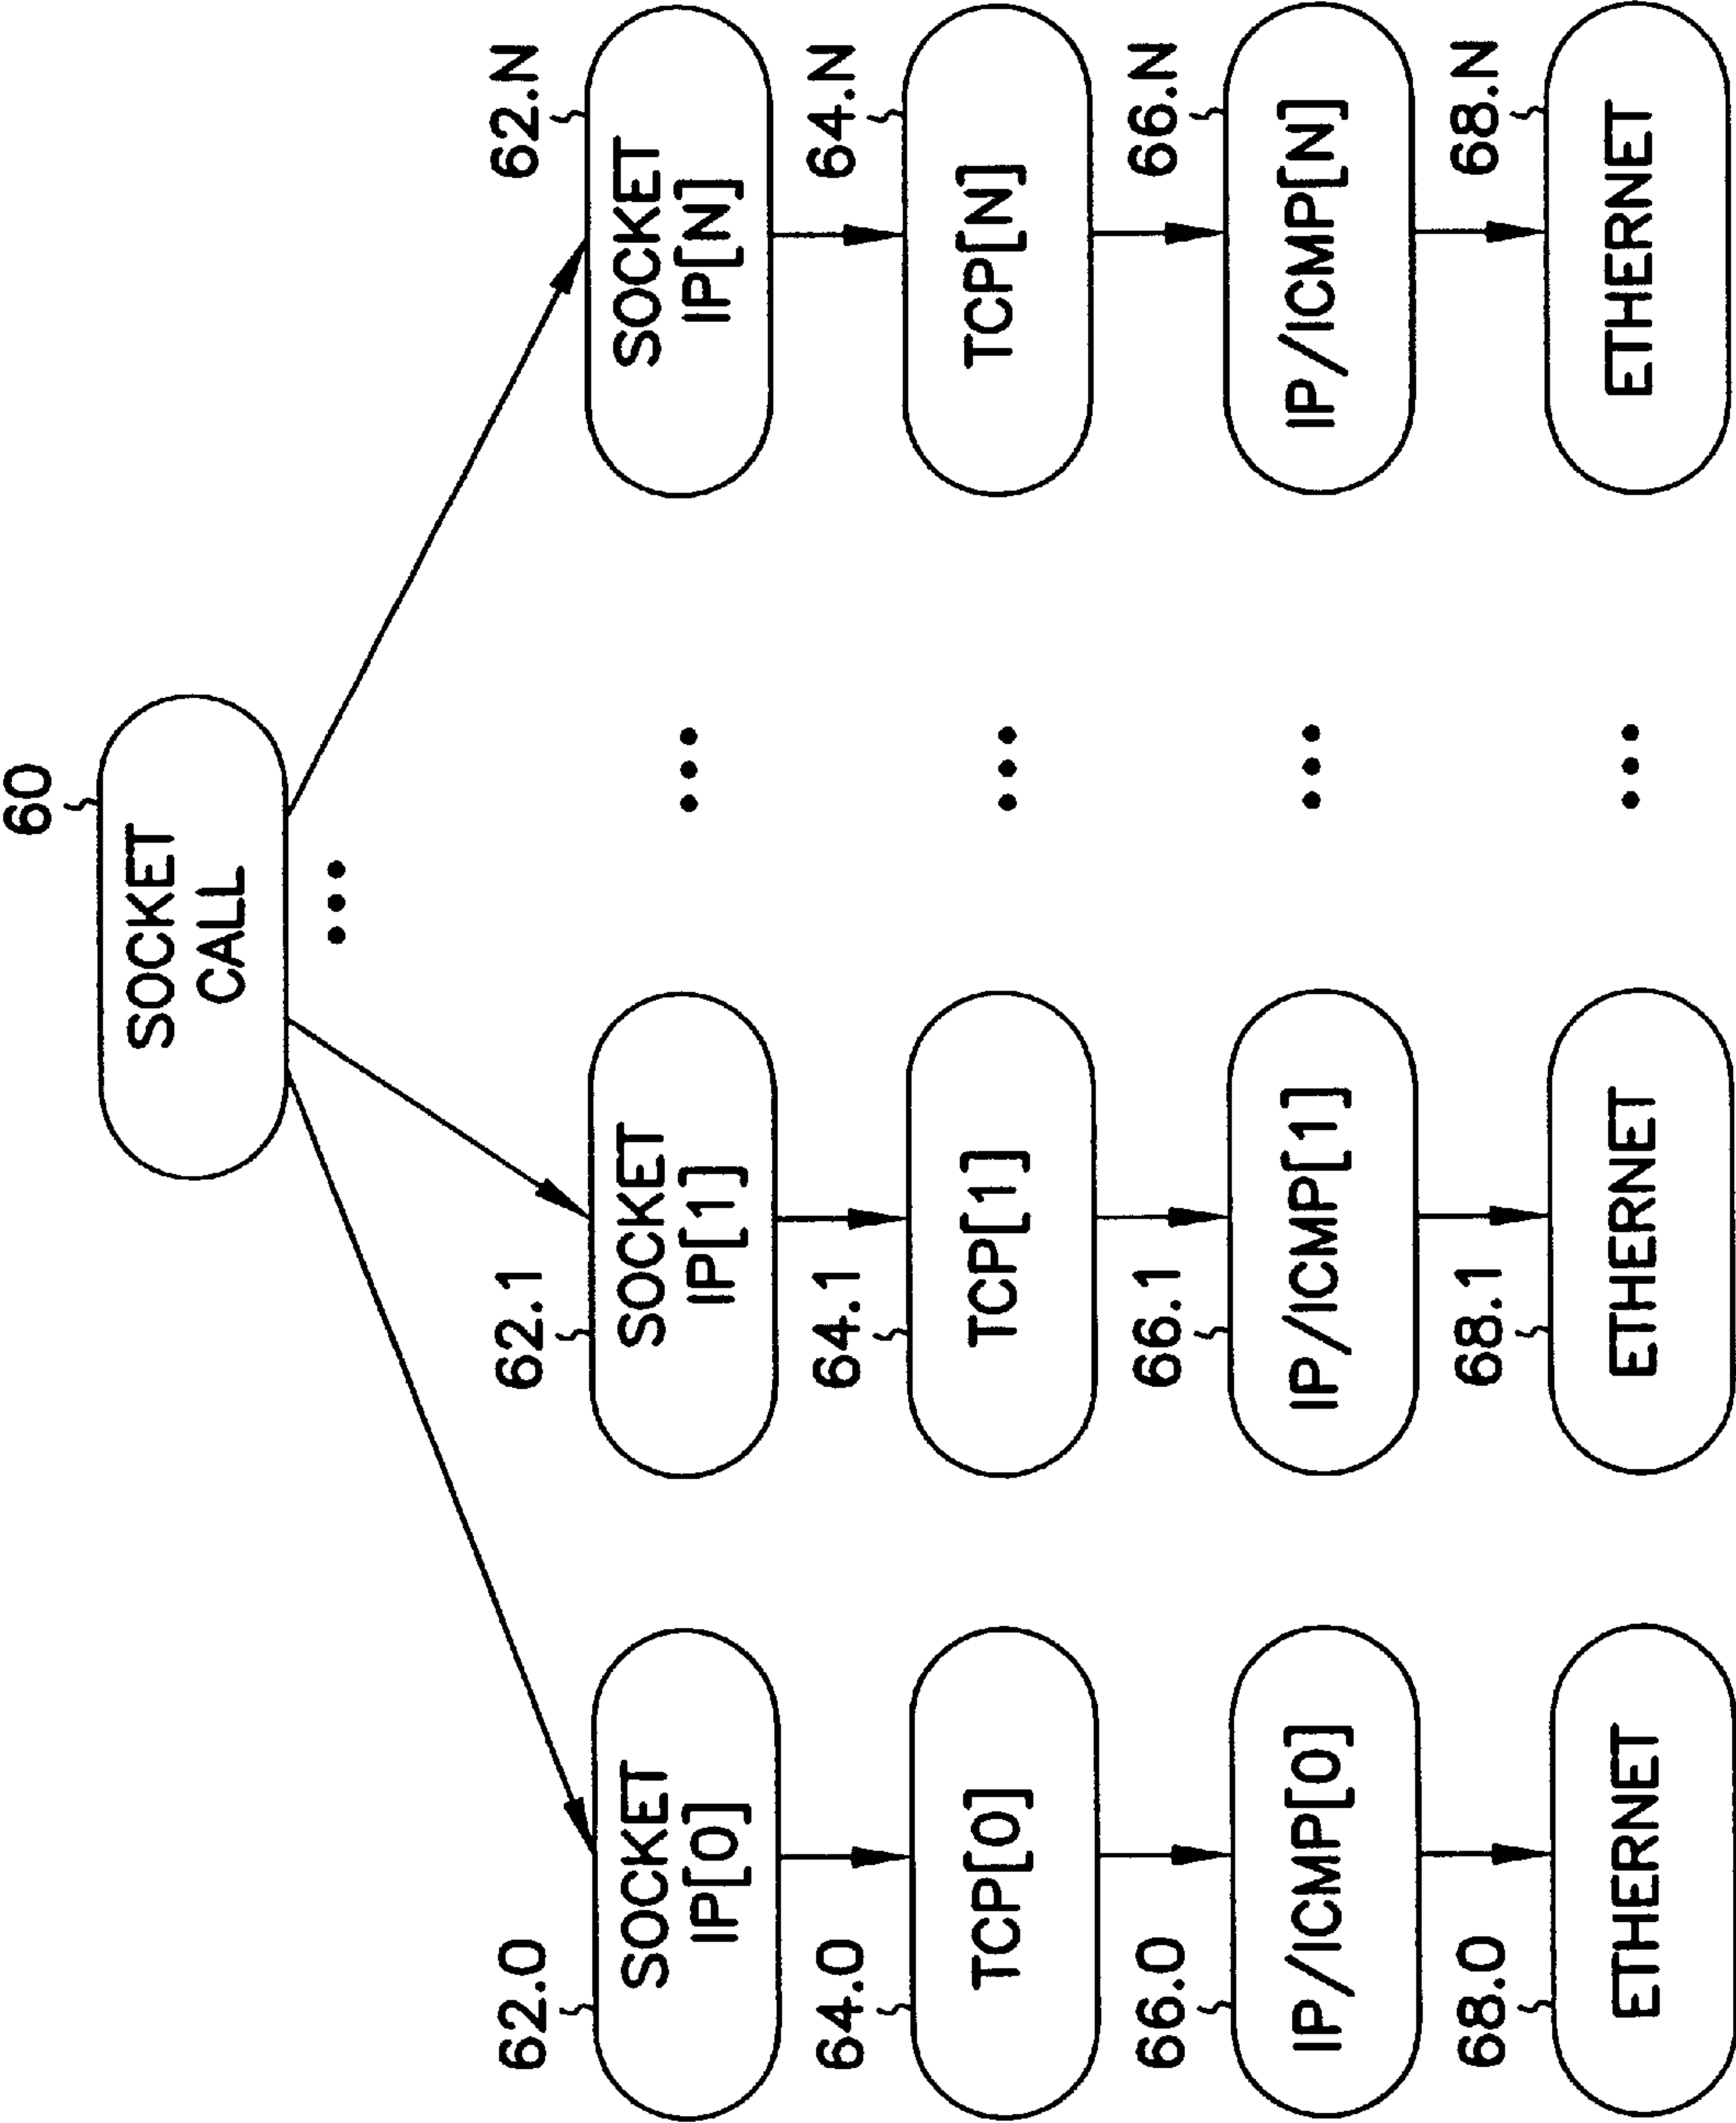 60
SOCKET
CALL
62.0
SOCKET
IP[0]
62.1
SOCKET
IP[1]
62.N
SOCKET
IP[N]
64.0
TCP[0]
64.1
TCP[1]
64.N
TCP[N]
66.0
IP/ICMP[0]
66.1
IP/ICMP[1]
66.N
IP/ICMP[N]
68.0
ETHERNET
68.1
ETHERNET
68.N
ETHERNET